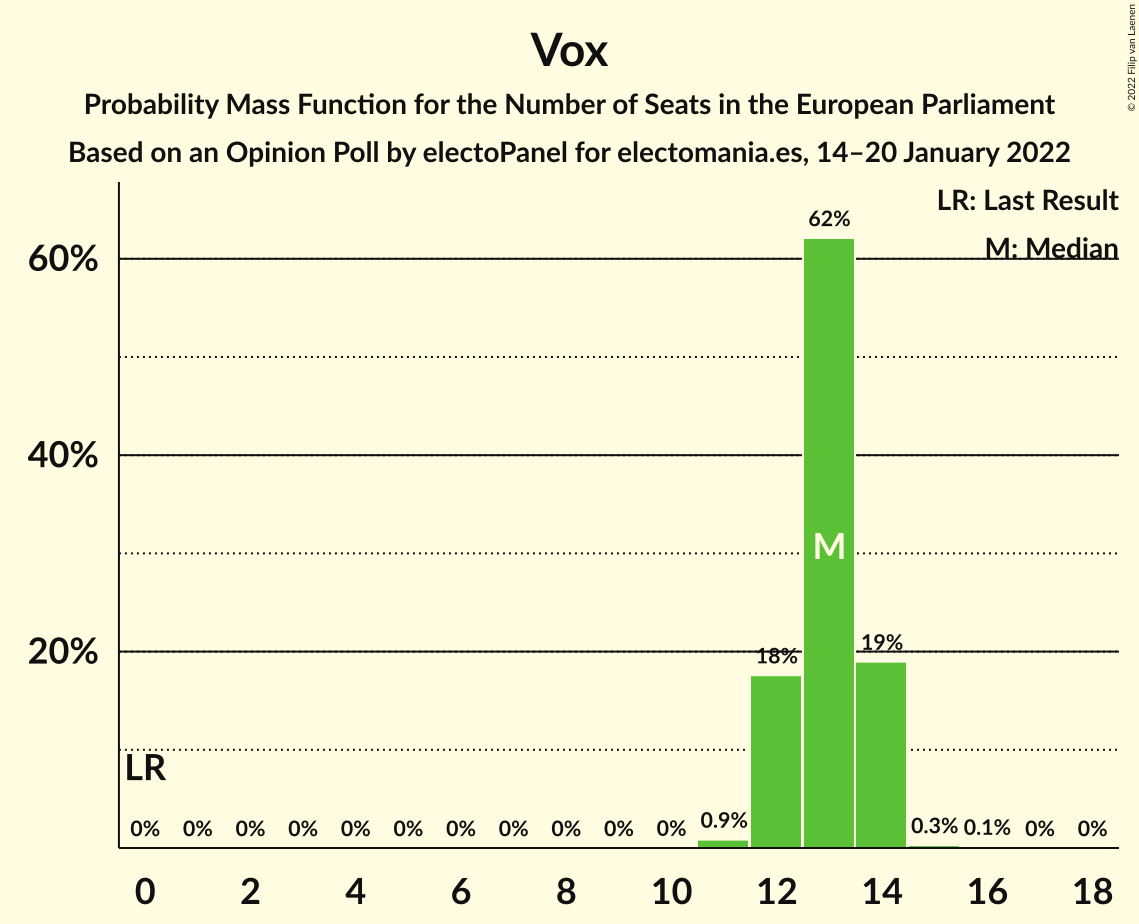 Vox
Probability Mass Function for the Number of Seats in the European Parliament
Based on an Opinion Poll by electoPanel for electomania.es, 14–20 January 2022
© 2022 Filip van Laenen
LR: Last Result
M: Median
60%
40%
20%
62%
M
18%
19%
LR
0% 0% 0% 0% 0% 0% 0% 0% 0% 0% 0% 0.9% 0.3% 0.1% 0% 0%
0 2 4 6 8 10 12 14 16 18